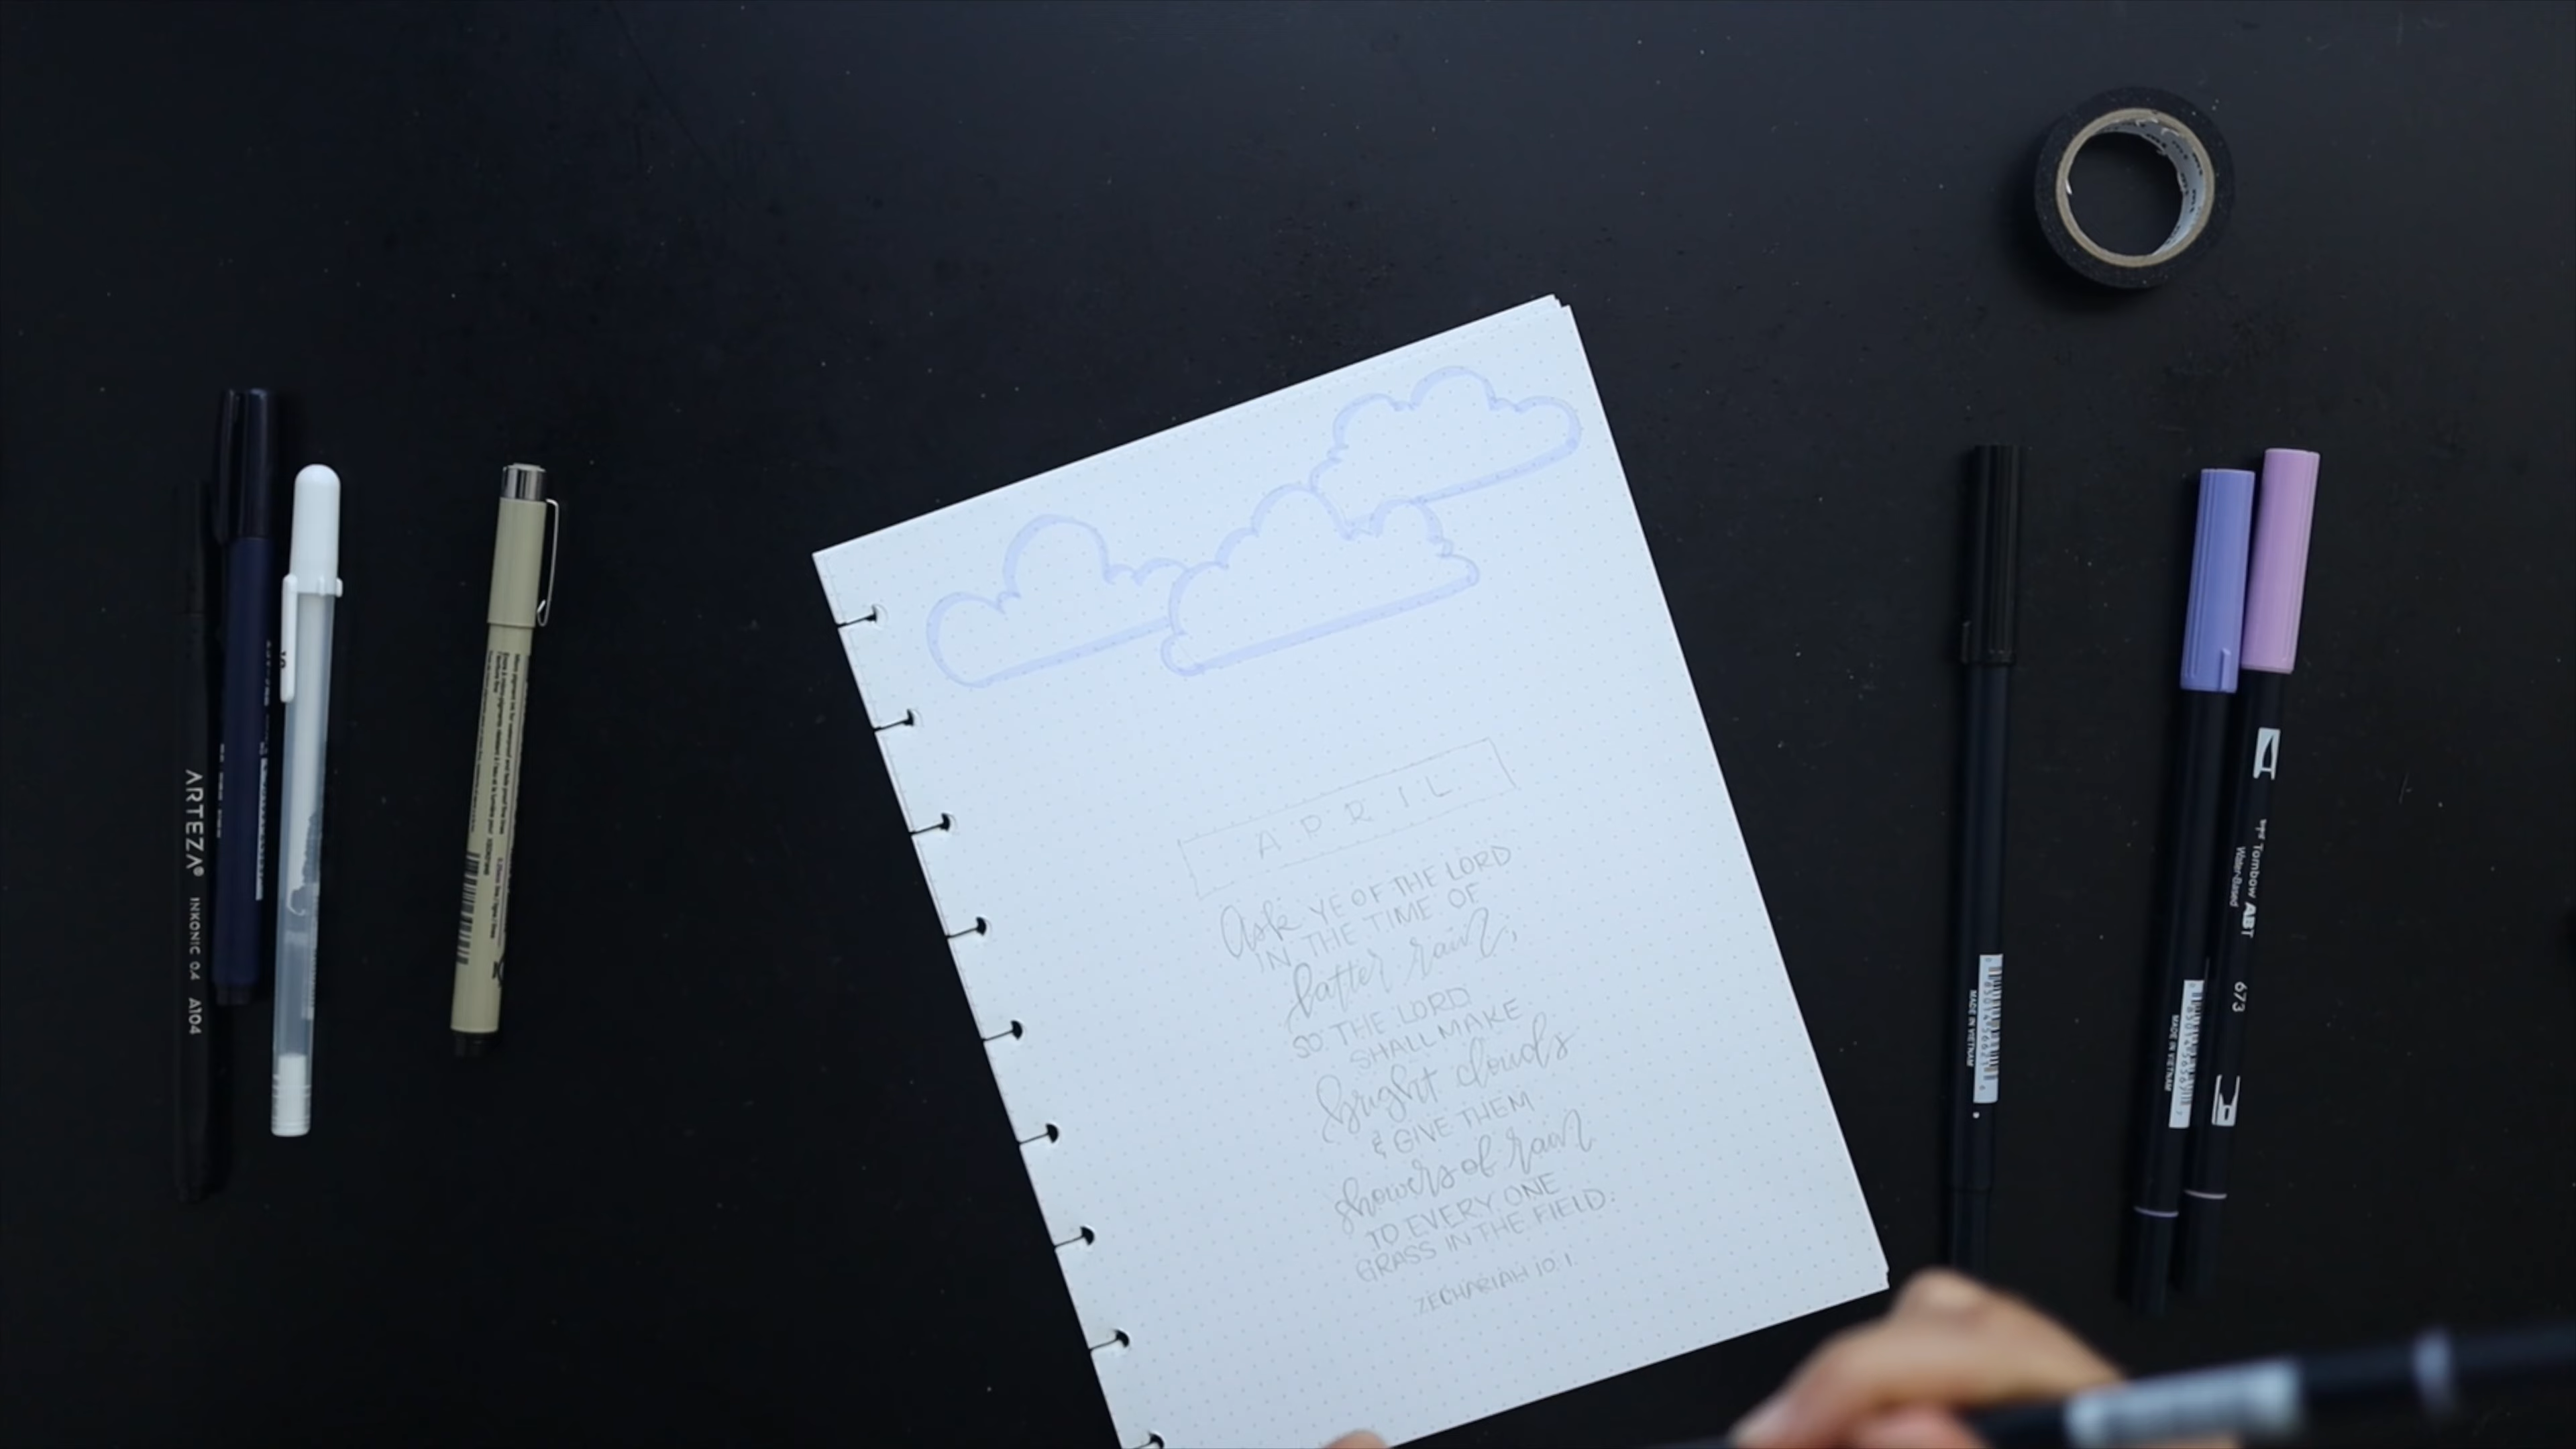 APRIL
Ask YE OF THE LORD
IN THE TIME OF
latter rain;
SO THE LORD
SHALL MAKE
bright clouds
& GIVE THEM
showers of rain
TO EVERY ONE
GRASS IN THE FIELD.
ZECHARIAH 10:1
ARTEZA® INKONIC 0.4 A104
MADE IN VIETNAM
MADE IN VIETNAM
Tombow ABT
Water-Based
673